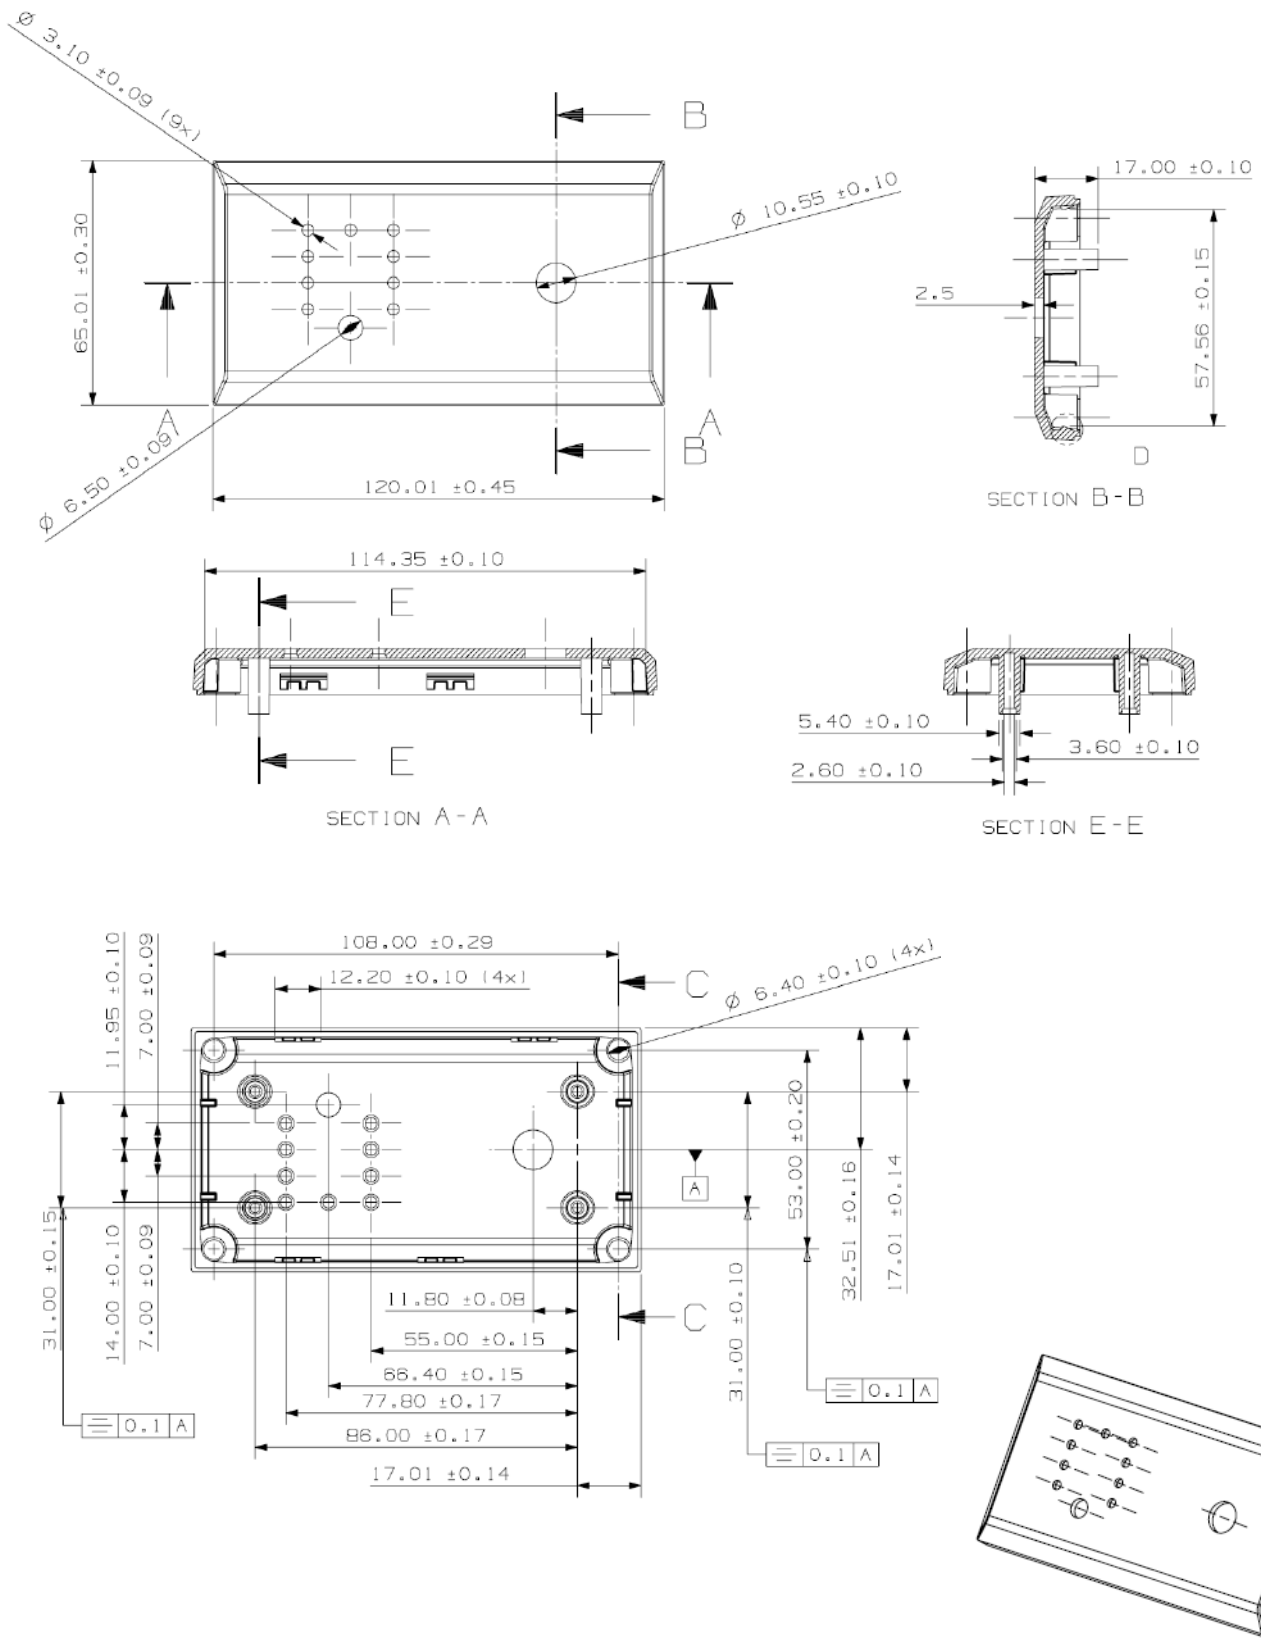 Ø 3.10 ±0.09 (9x)
B
17.00 ±0.10
Ø 10.55 ±0.10
65.01 ±0.30
2.5
57.56 ±0.15
A
A
B
D
Ø 6.50 ±0.09
120.01 ±0.45
SECTION B-B
114.35 ±0.10
E
5.40 ±0.10
3.60 ±0.10
E
2.60 ±0.10
SECTION A-A
SECTION E-E
11.95 ±0.10
7.00 ±0.09
108.00 ±0.29
12.20 ±0.10 (4x)
C
Ø 6.40 ±0.10 (4x)
A
53.00 ±0.20
32.51 ±0.16
17.01 ±0.14
31.00 ±0.15
14.00 ±0.10
7.00 ±0.09
11.80 ±0.08
C
55.00 ±0.15
31.00 ±0.10
66.40 ±0.15
0.1 A
77.80 ±0.17
0.1 A
86.00 ±0.17
0.1 A
17.01 ±0.14